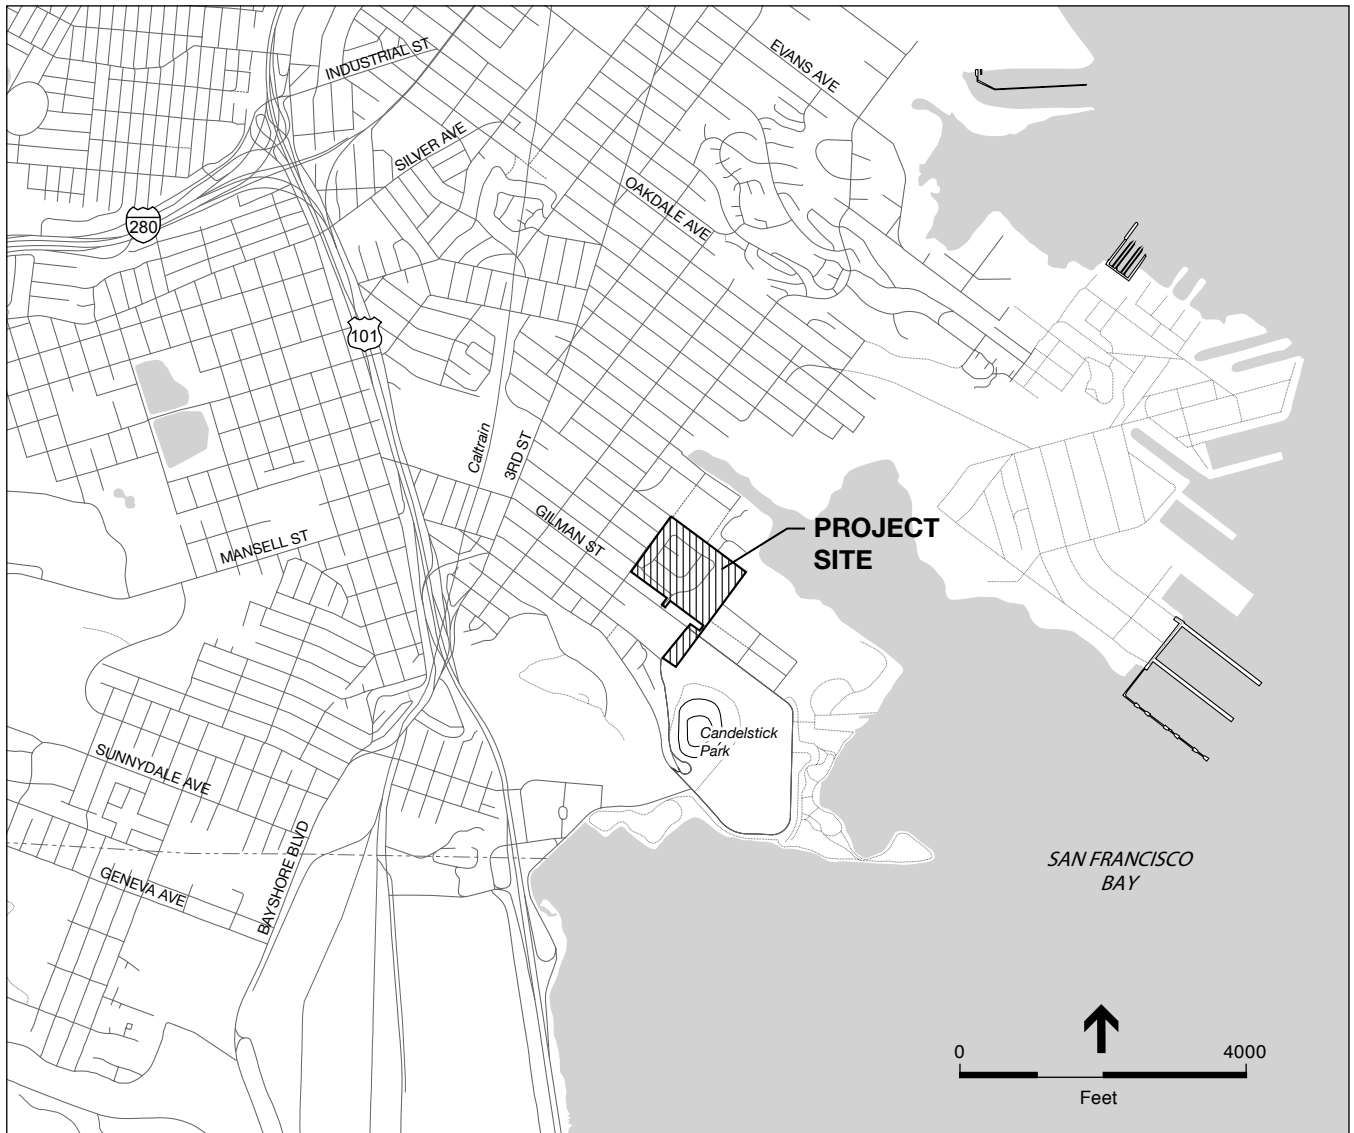 INDUSTRIAL ST
EVANS AVE
SILVER AVE
OAKDALE AVE
280
101
Caltrain
3RD ST
GILMAN ST
PROJECT
SITE
MANSELL ST
Candelstick
Park
SUNNYDALE AVE
BAYSHORE BLVD
GENEVA AVE
SAN FRANCISCO
BAY
0
4000
Feet